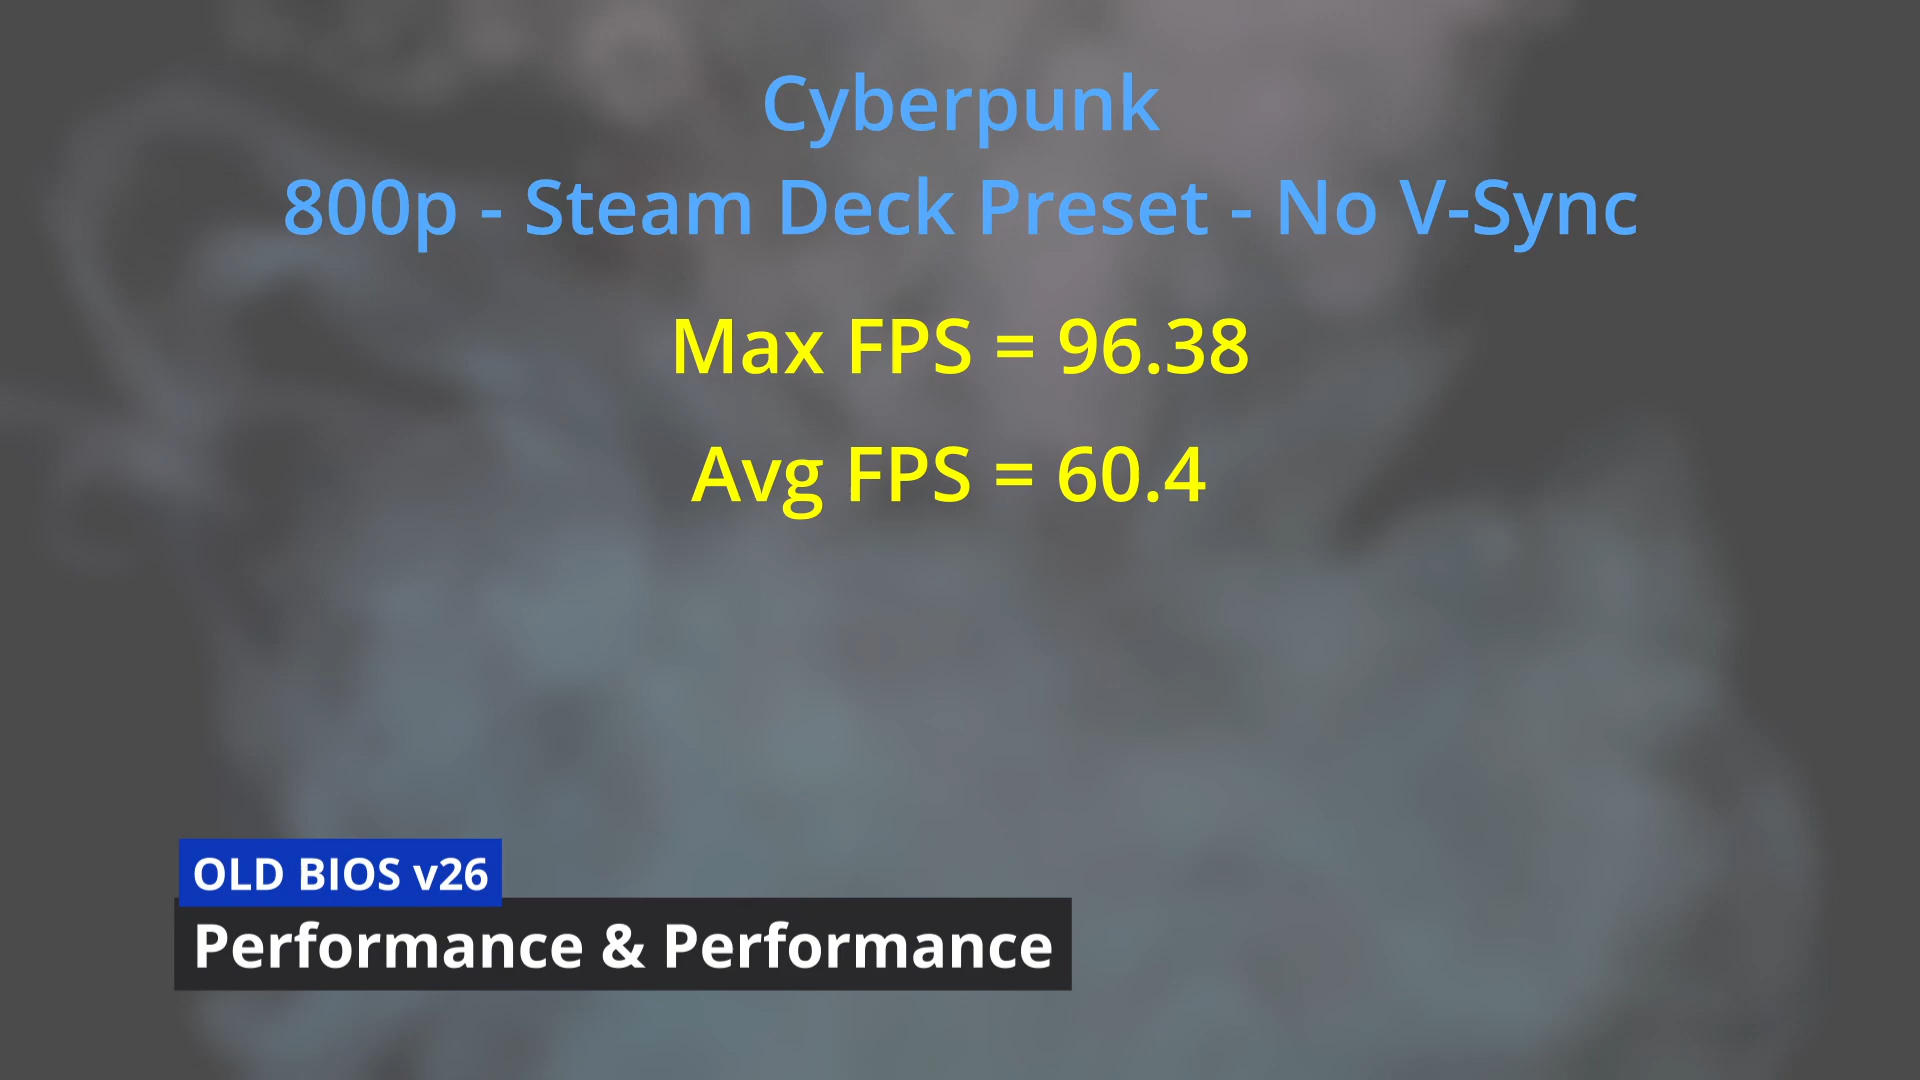 Cyberpunk
800p - Steam Deck Preset - No V-Sync
Max FPS = 96.38
Avg FPS = 60.4
OLD BIOS v26
Performance & Performance